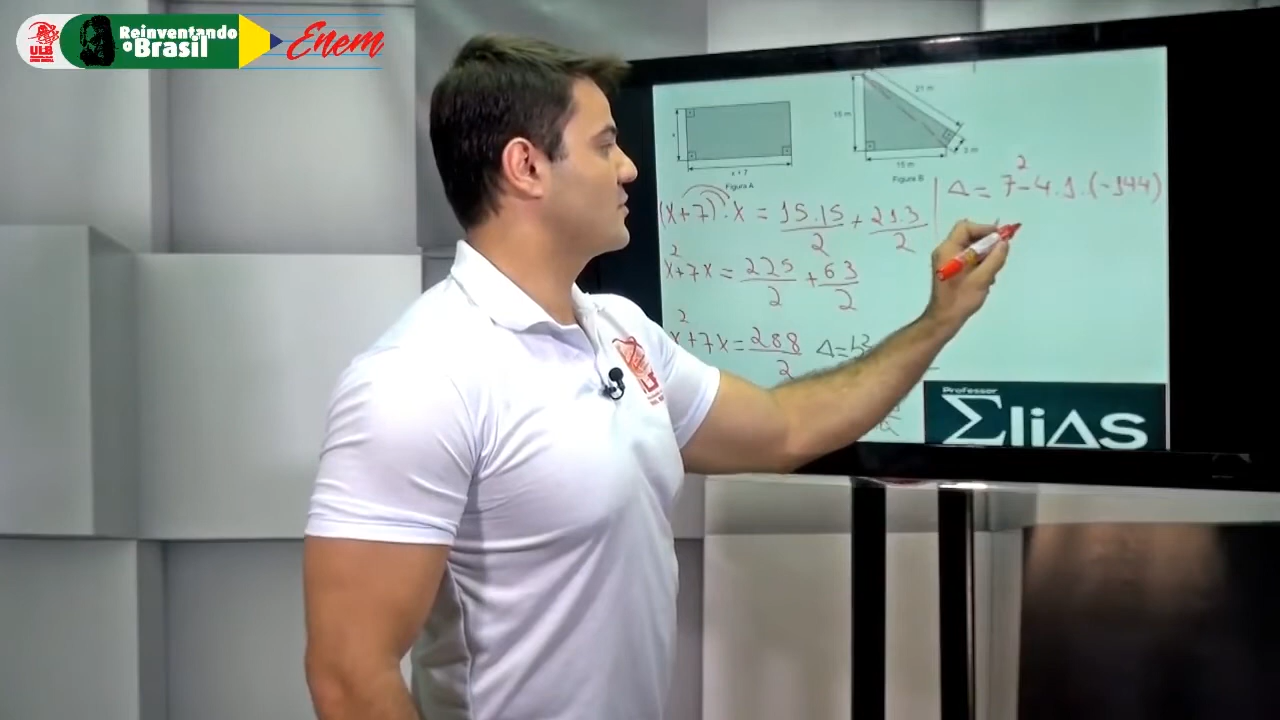 ULB
Reinventando
o Brasil
Enem
x + 7
Figura A
15 m
21 m
3 m
15 m
Figura B
(x+7).x = 15.15/2 + 21.3/2
x²+7x = 225/2 + 63/2
x²+7x = 288/2
Δ=b²
Δ = 7²-4.1.(-144)
Professor
ΣliΔs